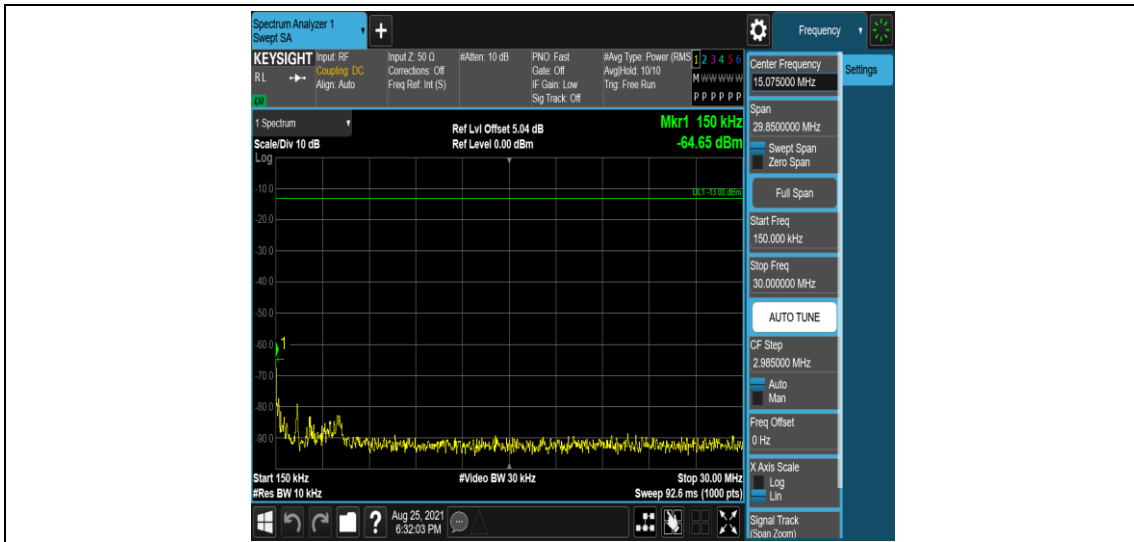 Spectrum Analyzer 1
Swept SA
+
Frequency
KEYSIGHT
RL
LXI
Input: RF
Coupling: DC
Align: Auto
Input Z: 50 Ω
Corrections: Off
Freq Ref: Int (S)
#Atten: 10 dB
PNO: Fast
Gate: Off
IF Gain: Low
Sig Track: Off
#Avg Type: Power (RMS
Avg|Hold: 10/10
Trig: Free Run
1 2 3 4 5 6
M W W W W W
P P P P P P
Center Frequency
15.075000 MHz
Settings
Span
29.8500000 MHz
Swept Span
Zero Span
Full Span
Start Freq
150.000 kHz
Stop Freq
30.000000 MHz
AUTO TUNE
CF Step
2.985000 MHz
Auto
Man
Freq Offset
0 Hz
X Axis Scale
Log
Lin
Signal Track
(Span Zoom)
1 Spectrum
Scale/Div 10 dB
Log
Ref Lvl Offset 5.04 dB
Ref Level 0.00 dBm
Mkr1 150 kHz
-64.65 dBm
DL1 -13.00 dBm
-10.0
-20.0
-30.0
-40.0
-50.0
-60.0
1
-70.0
-80.0
-90.0
Start 150 kHz
#Video BW 30 kHz
Stop 30.00 MHz
#Res BW 10 kHz
Sweep 92.6 ms (1000 pts)
?
Aug 25, 2021
6:32:03 PM